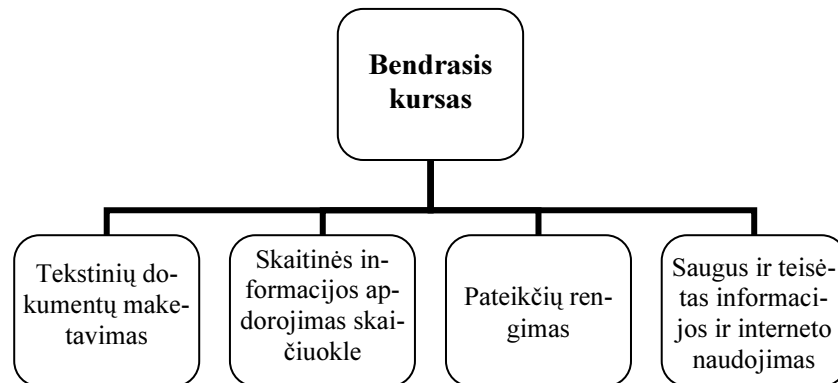 Bendrasis
kursas
Tekstinių do-
kumentų make-
tavimas
Skaitinės in-
formacijos ap-
dorojimas skai-
čiuokle
Pateikčių ren-
gimas
Saugus ir teisė-
tas informaci-
jos ir interneto
naudojimas